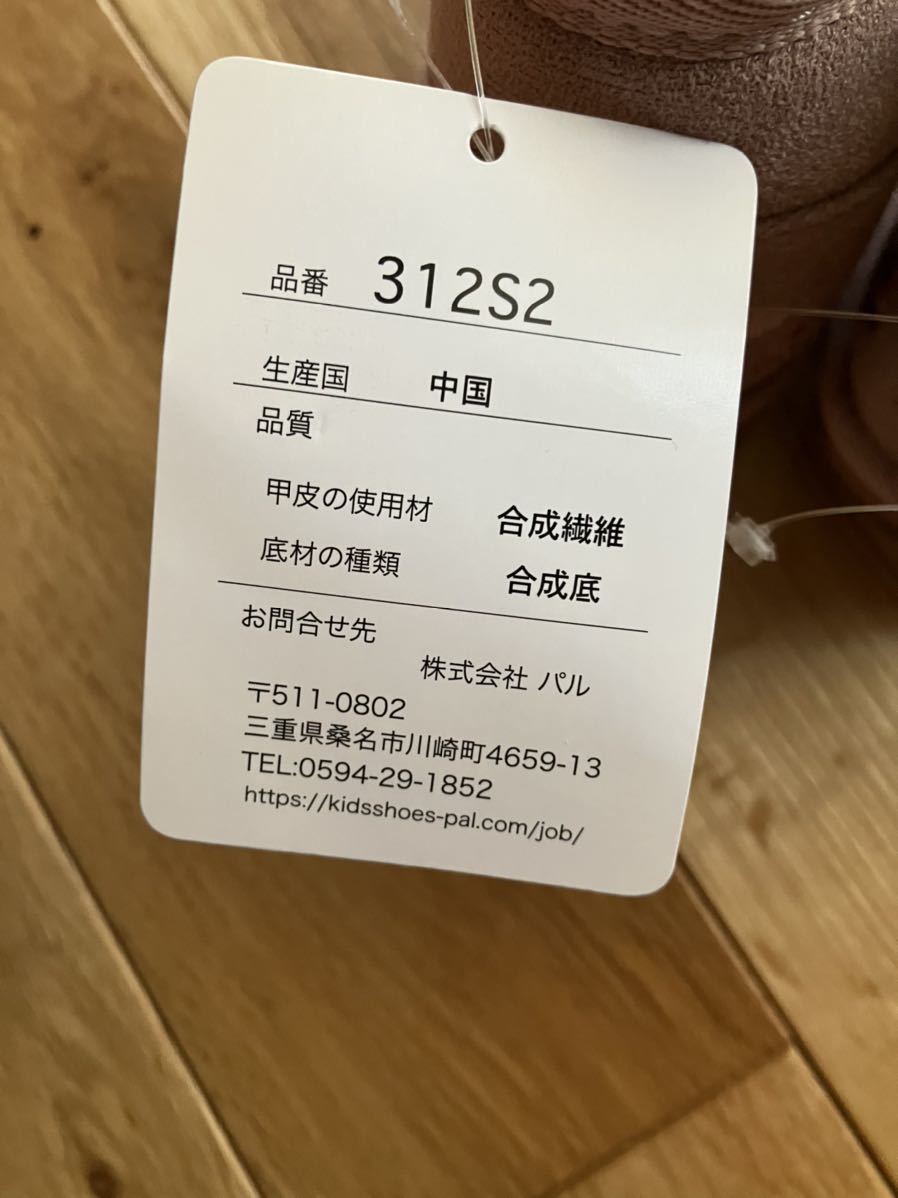 品番 312S2
生産国 中国
品質
甲皮の使用材 合成繊維
底材の種類 合成底
お問合せ先
株式会社 パル
〒511-0802
三重県桑名市川崎町4659-13
TEL:0594-29-1852
https://kidsshoes-pal.com/job/